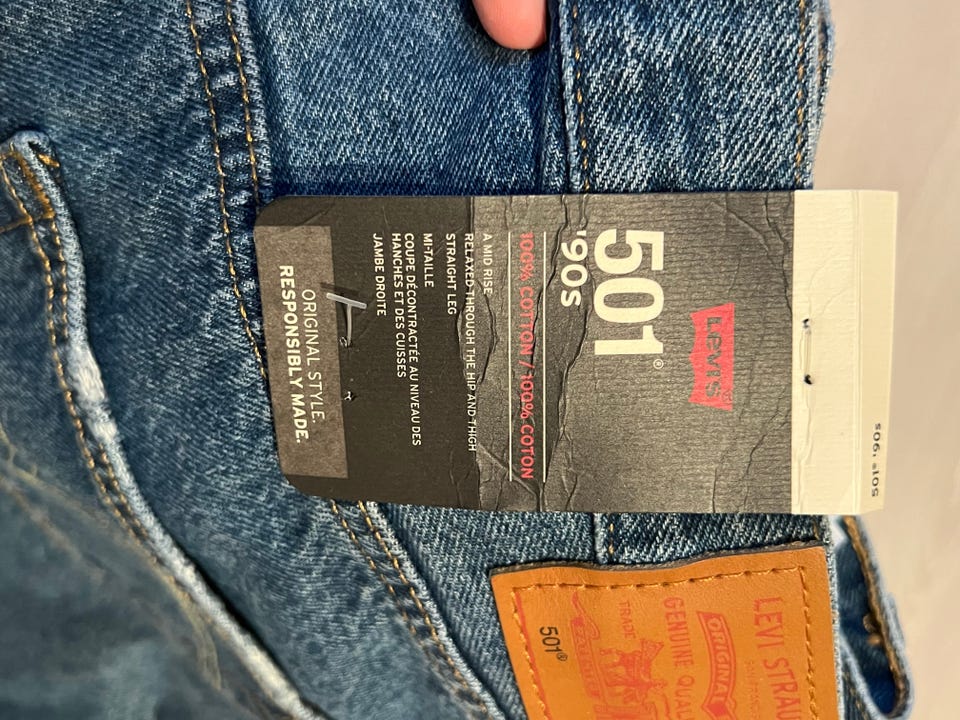 501® '90s
LEVI'S®
501®
'90s
100% COTTON / 100% COTON
A MID RISE
RELAXED THROUGH THE HIP AND THIGH
STRAIGHT LEG
MI-TAILLE
COUPE DÉCONTRACTÉE AU NIVEAU DES
HANCHES ET DES CUISSES
JAMBE DROITE
ORIGINAL STYLE.
RESPONSIBLY MADE.
LEVI STRAU
ORIGINA
GENUINE QUAL
TRADE
501®